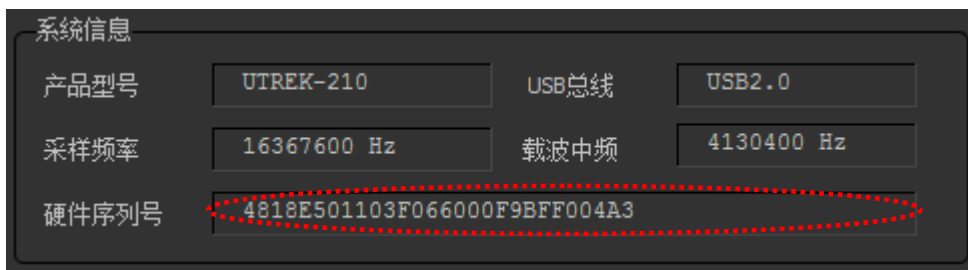 系统信息
产品型号 UTREK-210 USB总线 USB2.0
采样频率 16367600 Hz 载波中频 4130400 Hz
硬件序列号 4818E501103F066000F9BFF004A3